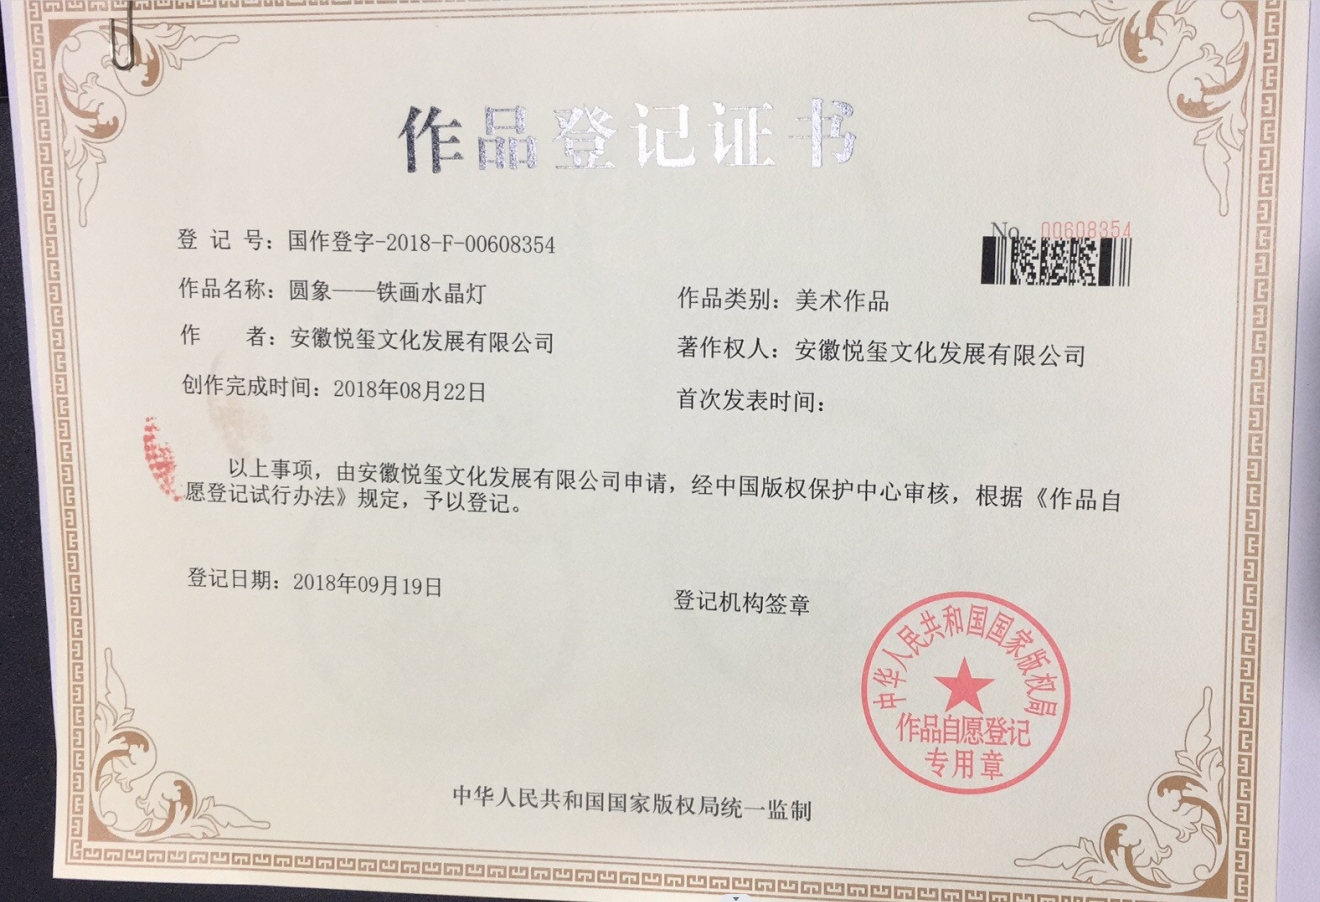 作品登记证书
No. 00608354
登 记 号：国作登字-2018-F-00608354
作品名称：圆象——铁画水晶灯
作品类别：美术作品
作 者：安徽悦玺文化发展有限公司
著作权人：安徽悦玺文化发展有限公司
创作完成时间：2018年08月22日
首次发表时间：
以上事项，由安徽悦玺文化发展有限公司申请，经中国版权保护中心审核，根据《作品自
愿登记试行办法》规定，予以登记。
登记日期：2018年09月19日
登记机构签章
中华人民共和国国家版权局
作品自愿登记
专用章
中华人民共和国国家版权局统一监制